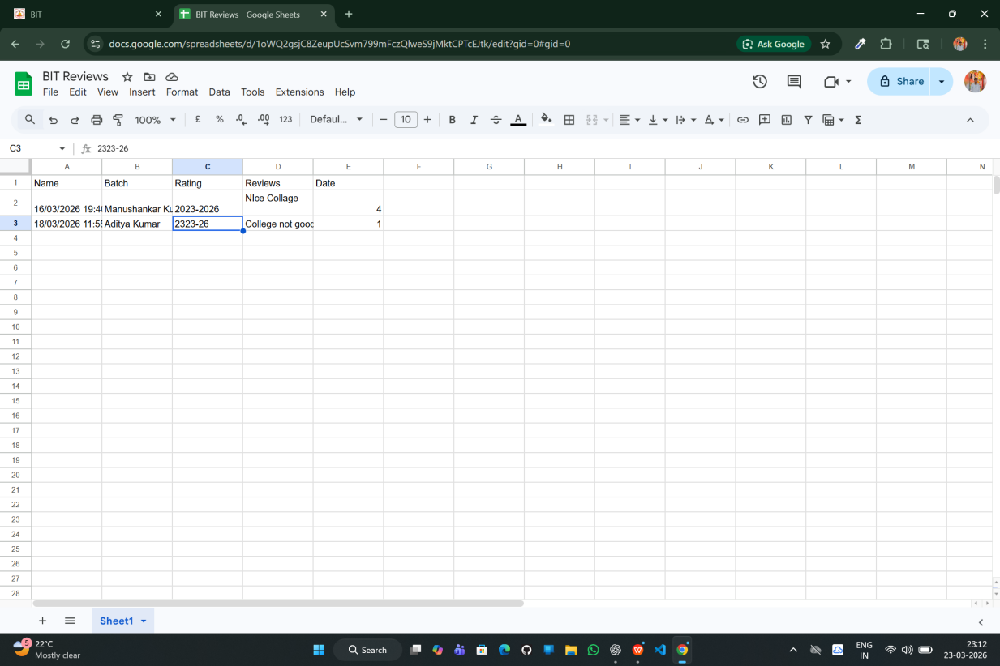 BIT
BIT Reviews - Google Sheets
docs.google.com/spreadsheets/d/1oWQ2gsjC8ZeupUcSvm799mFczQlweS9jMktCPTcEJtk/edit?gid=0#gid=0
Ask Google
BIT Reviews
File Edit View Insert Format Data Tools Extensions Help
Share
100% £ % .0 .00 123 Defaul... 10 B I S A A Σ
C3 fx 2323-26
A B C D E F G H I J K L M N
1 Name Batch Rating Reviews Date
2 16/03/2026 19:4 Manushankar Ku 2023-2026 NIce Collage 4
3 18/03/2026 11:5 Aditya Kumar 2323-26 College not good 1
4
5
6
7
8
9
10
11
12
13
14
15
16
17
18
19
20
21
22
23
24
25
26
27
28
Sheet1
5
22°C
Mostly clear
Search
ENG
IN
23:12
23-03-2026